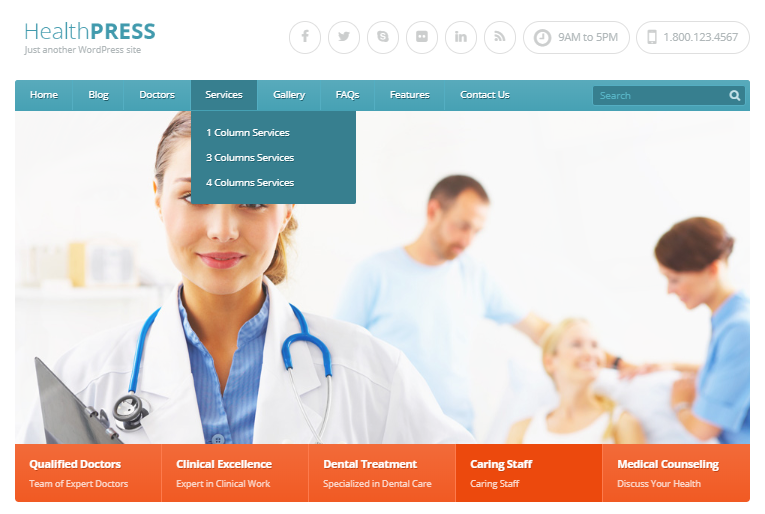 HealthPRESS
Just another WordPress site
9AM to 5PM
1.800.123.4567
Home Blog Doctors Services Gallery FAQs Features Contact Us Search
1 Column Services
3 Columns Services
4 Columns Services
Qualified Doctors
Team of Expert Doctors
Clinical Excellence
Expert in Clinical Work
Dental Treatment
Specialized in Dental Care
Caring Staff
Caring Staff
Medical Counseling
Discuss Your Health